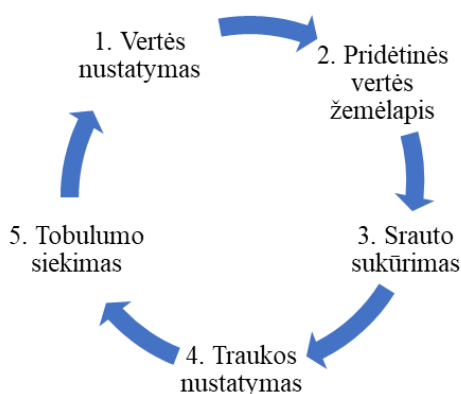 1. Vertės
nustatymas
2. Pridėtinės
vertės
žemėlapis
3. Srauto
sukūrimas
4. Traukos
nustatymas
5. Tobulumo
siekimas